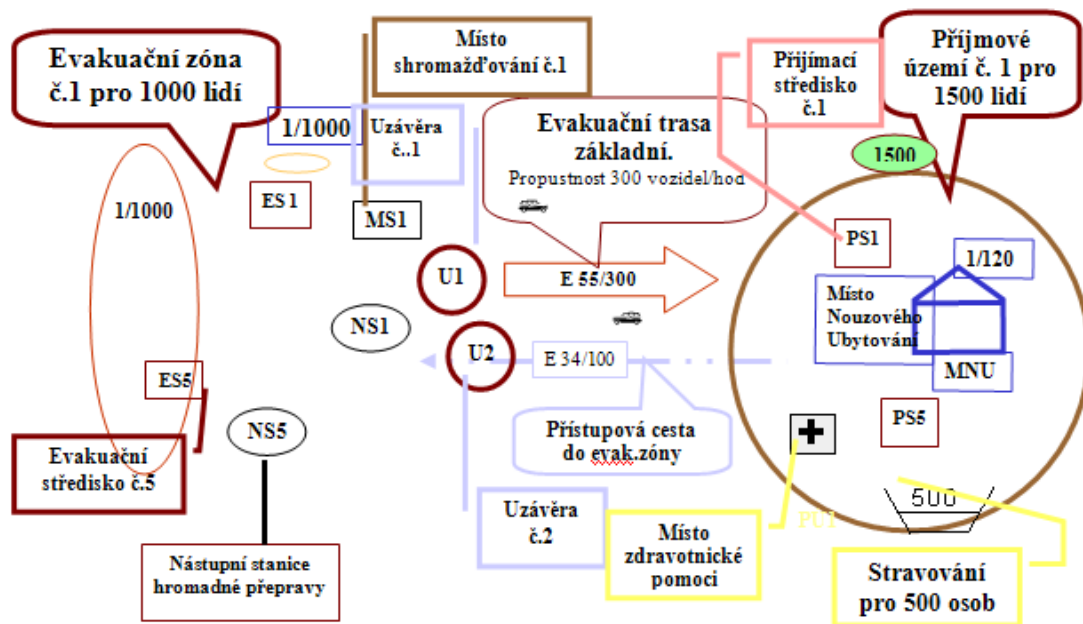 Evakuační zóna
č.1 pro 1000 lidí
Místo
shromažďování č.1
Přijímací
středisko
č.1
Příjmové
území č. 1 pro
1500 lidí
1/1000
Uzávěra
č..1
Evakuační trasa
základní.
Propustnost 300 vozidel/hod
1500
1/1000
ES 1
MS1
PS1
U1
E 55/300
1/120
Místo
Nouzového
Ubytování
NS1
U2
E 34/100
MNU
ES5
NS5
Přístupová cesta
do evak.zóny
PS5
Evakuační
středisko č.5
500
PU1
Uzávěra
č.2
Místo
zdravotnické
pomoci
Nástupní stanice
hromadné přepravy
Stravování
pro 500 osob